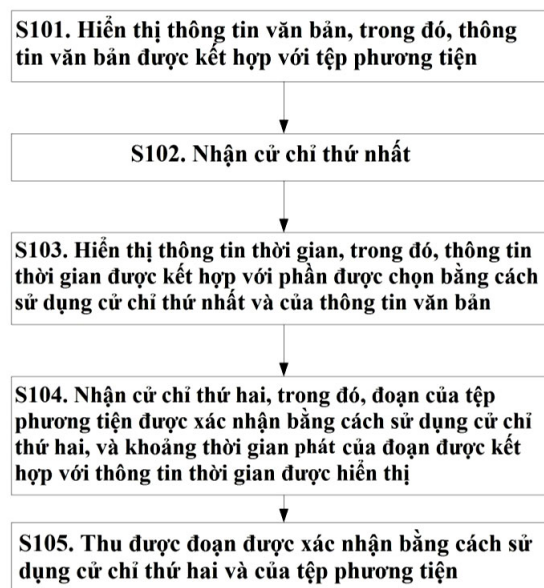 S101. Hiển thị thông tin văn bản, trong đó, thông
tin văn bản được kết hợp với tệp phương tiện
S102. Nhận cử chỉ thứ nhất
S103. Hiển thị thông tin thời gian, trong đó, thông tin
thời gian được kết hợp với phần được chọn bằng cách
sử dụng cử chỉ thứ nhất và của thông tin văn bản
S104. Nhận cử chỉ thứ hai, trong đó, đoạn của tệp
phương tiện được xác nhận bằng cách sử dụng cử chỉ
thứ hai, và khoảng thời gian phát của đoạn được kết
hợp với thông tin thời gian được hiển thị
S105. Thu được đoạn được xác nhận bằng cách sử
dụng cử chỉ thứ hai và của tệp phương tiện